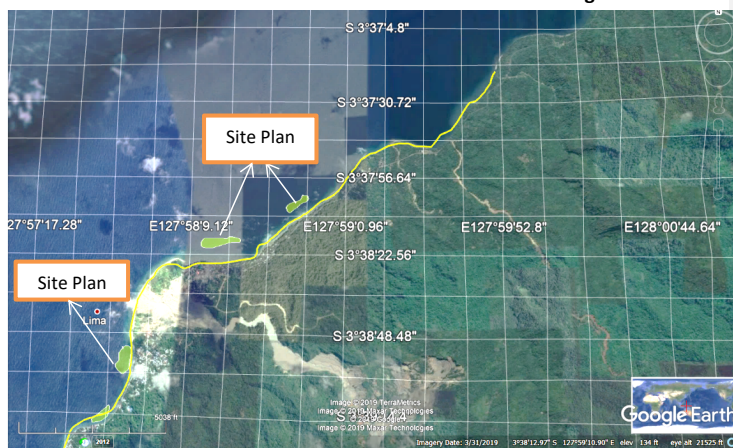 S 3°37'4.8"
S 3°37'30.72"
Site Plan
S 3°37'56.64"
27°57'17.28"
E127°58'9.12"
E127°59'0.96"
E127°59'52.8"
E128°00'44.64"
S 3°38'22.56"
Site Plan
Lima
S 3°38'48.48"
Image © 2019 TerraMetrics
Image © 2019 Maxar Technologies
Image © 2019 Maxar Technologies
Google Earth
5038 ft
2012
Imagery Date: 3/31/2019 3°38'12.97" S 127°59'10.90" E elev 134 ft eye alt 21525 ft